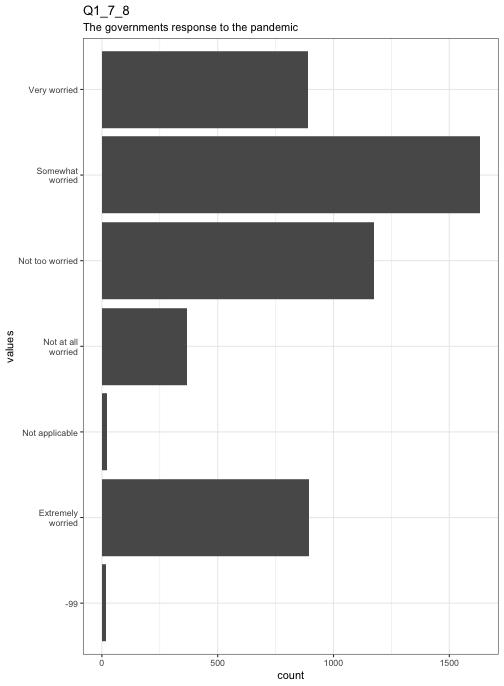 Q1_7_8
The governments response to the pandemic
Very worried
Somewhat
worried
Not too worried
Not at all
worried
Not applicable
Extremely
worried
-99
values
0
500
1000
1500
count